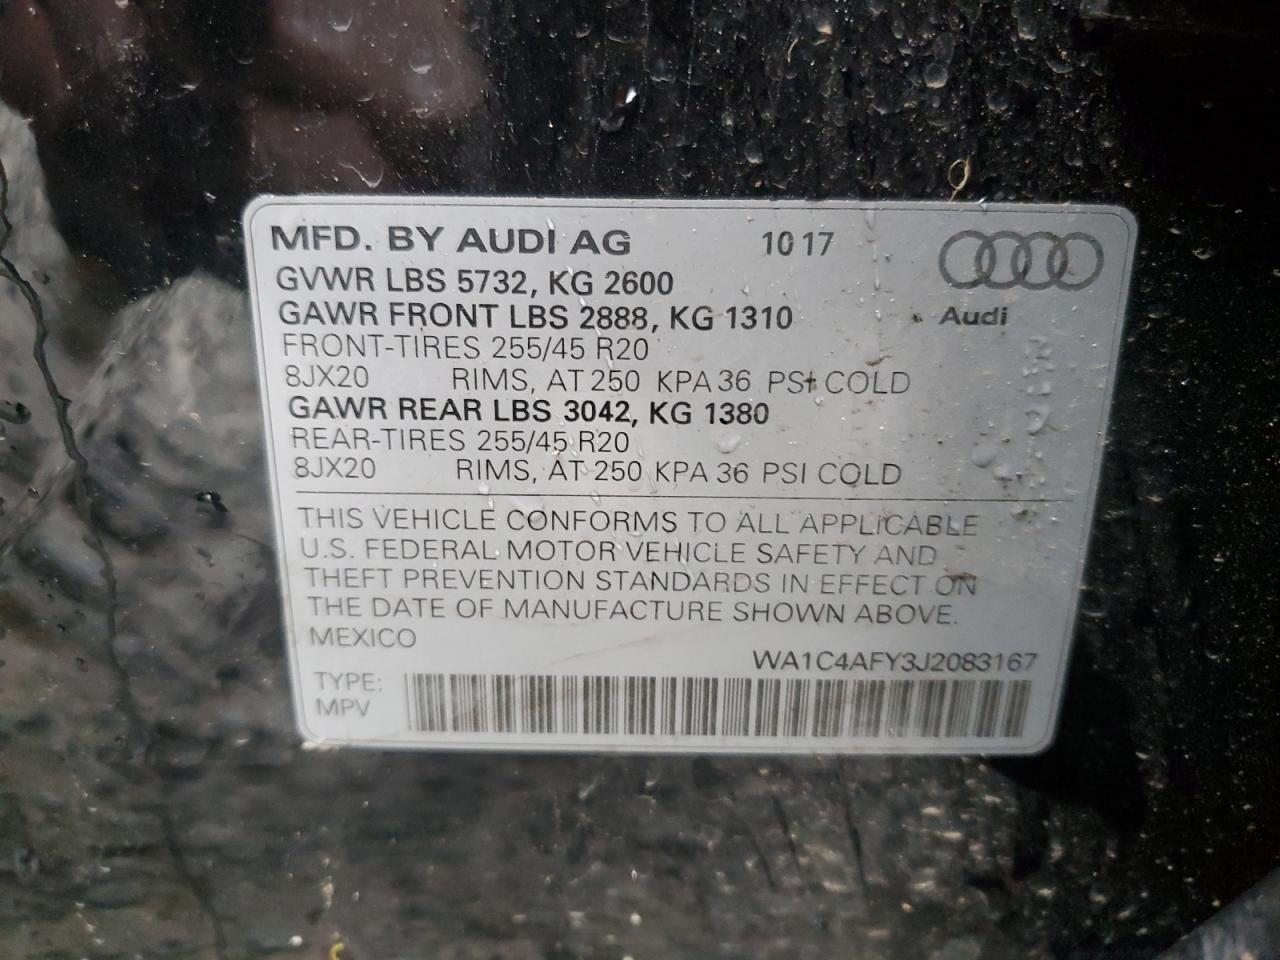 MFD. BY AUDI AG 10 17
GVWR LBS 5732, KG 2600
GAWR FRONT LBS 2888, KG 1310 Audi
FRONT-TIRES 255/45 R20
8JX20 RIMS, AT 250 KPA 36 PSI COLD
GAWR REAR LBS 3042, KG 1380
REAR-TIRES 255/45 R20
8JX20 RIMS, AT 250 KPA 36 PSI COLD
THIS VEHICLE CONFORMS TO ALL APPLICABLE
U.S. FEDERAL MOTOR VEHICLE SAFETY AND
THEFT PREVENTION STANDARDS IN EFFECT ON
THE DATE OF MANUFACTURE SHOWN ABOVE.
MEXICO
WA1C4AFY3J2083167
TYPE:
MPV